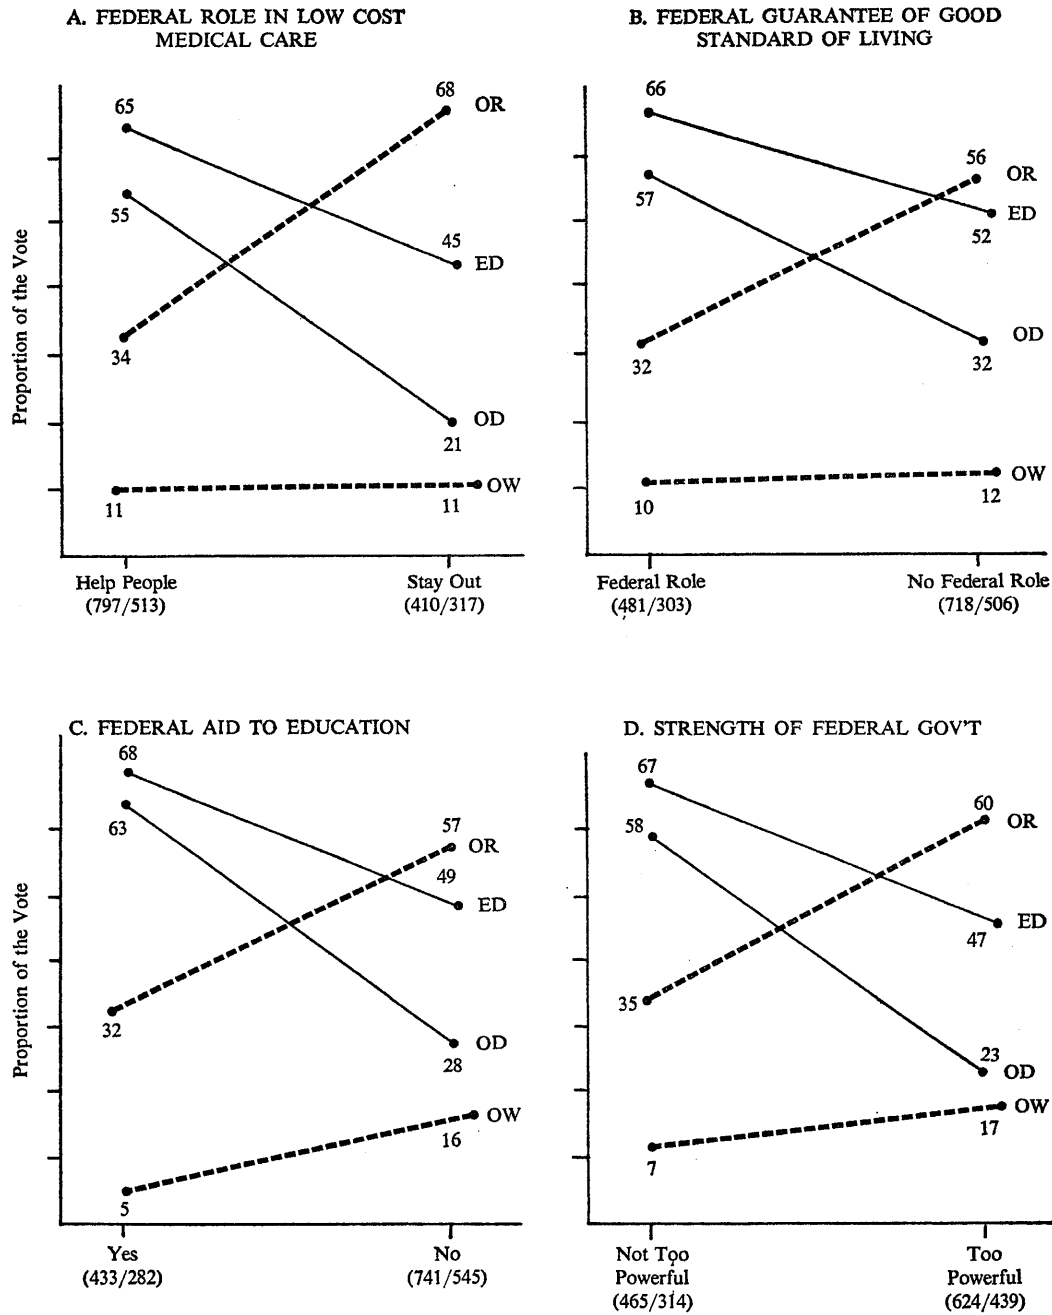 A. FEDERAL ROLE IN LOW COST
MEDICAL CARE
Proportion of the Vote
65
55
34
11
68
OR
45
ED
OD
21
OW
11
Help People
(797/513)
Stay Out
(410/317)
B. FEDERAL GUARANTEE OF GOOD
STANDARD OF LIVING
66
57
32
10
56
OR
ED
52
OD
32
OW
12
Federal Role
(481/303)
No Federal Role
(718/506)
C. FEDERAL AID TO EDUCATION
Proportion of the Vote
68
63
32
5
57
OR
49
ED
OD
28
OW
16
Yes
(433/282)
No
(741/545)
D. STRENGTH OF FEDERAL GOV'T
67
58
35
7
60
OR
ED
47
23
OD
OW
17
Not Too
Powerful
(465/314)
Too
Powerful
(624/439)